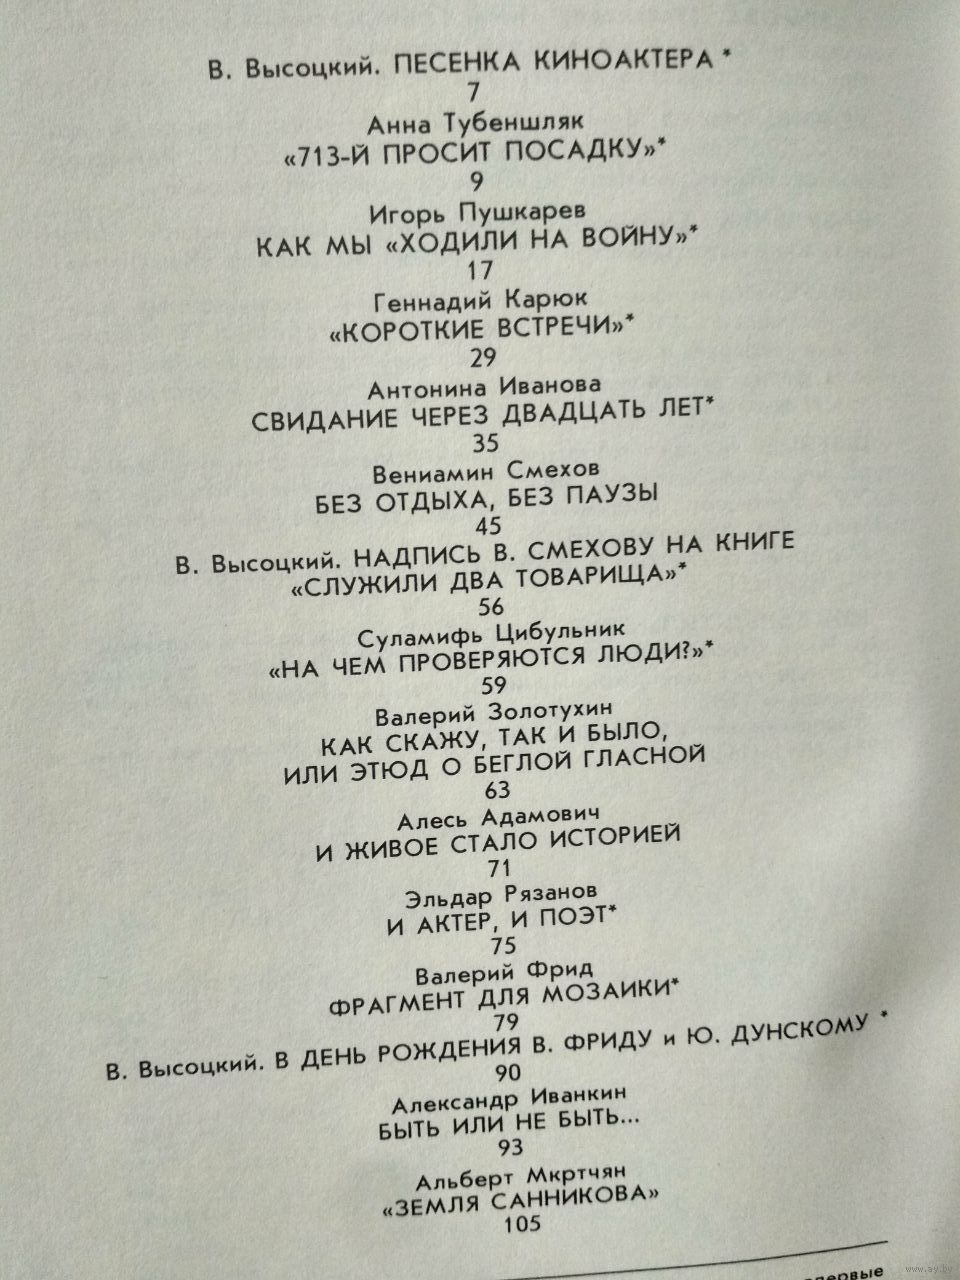 В. Высоцкий. ПЕСЕНКА КИНОАКТЕРА *
7
Анна Тубеншляк
«713-Й ПРОСИТ ПОСАДКУ»*
9
Игорь Пушкарев
КАК МЫ «ХОДИЛИ НА ВОЙНУ»*
17
Геннадий Карюк
«КОРОТКИЕ ВСТРЕЧИ»*
29
Антонина Иванова
СВИДАНИЕ ЧЕРЕЗ ДВАДЦАТЬ ЛЕТ*
35
Вениамин Смехов
БЕЗ ОТДЫХА, БЕЗ ПАУЗЫ
45
В. Высоцкий. НАДПИСЬ В. СМЕХОВУ НА КНИГЕ
«СЛУЖИЛИ ДВА ТОВАРИЩА»*
56
Суламифь Цибульник
«НА ЧЕМ ПРОВЕРЯЮТСЯ ЛЮДИ?»*
59
Валерий Золотухин
КАК СКАЖУ, ТАК И БЫЛО,
ИЛИ ЭТЮД О БЕГЛОЙ ГЛАСНОЙ
63
Алесь Адамович
И ЖИВОЕ СТАЛО ИСТОРИЕЙ
71
Эльдар Рязанов
И АКТЕР, И ПОЭТ*
75
Валерий Фрид
ФРАГМЕНТ ДЛЯ МОЗАИКИ*
79
В. Высоцкий. В ДЕНЬ РОЖДЕНИЯ В. ФРИДУ и Ю. ДУНСКОМУ *
90
Александр Иванкин
БЫТЬ ИЛИ НЕ БЫТЬ...
93
Альберт Мкртчян
«ЗЕМЛЯ САННИКОВА»
105
www.ay.by